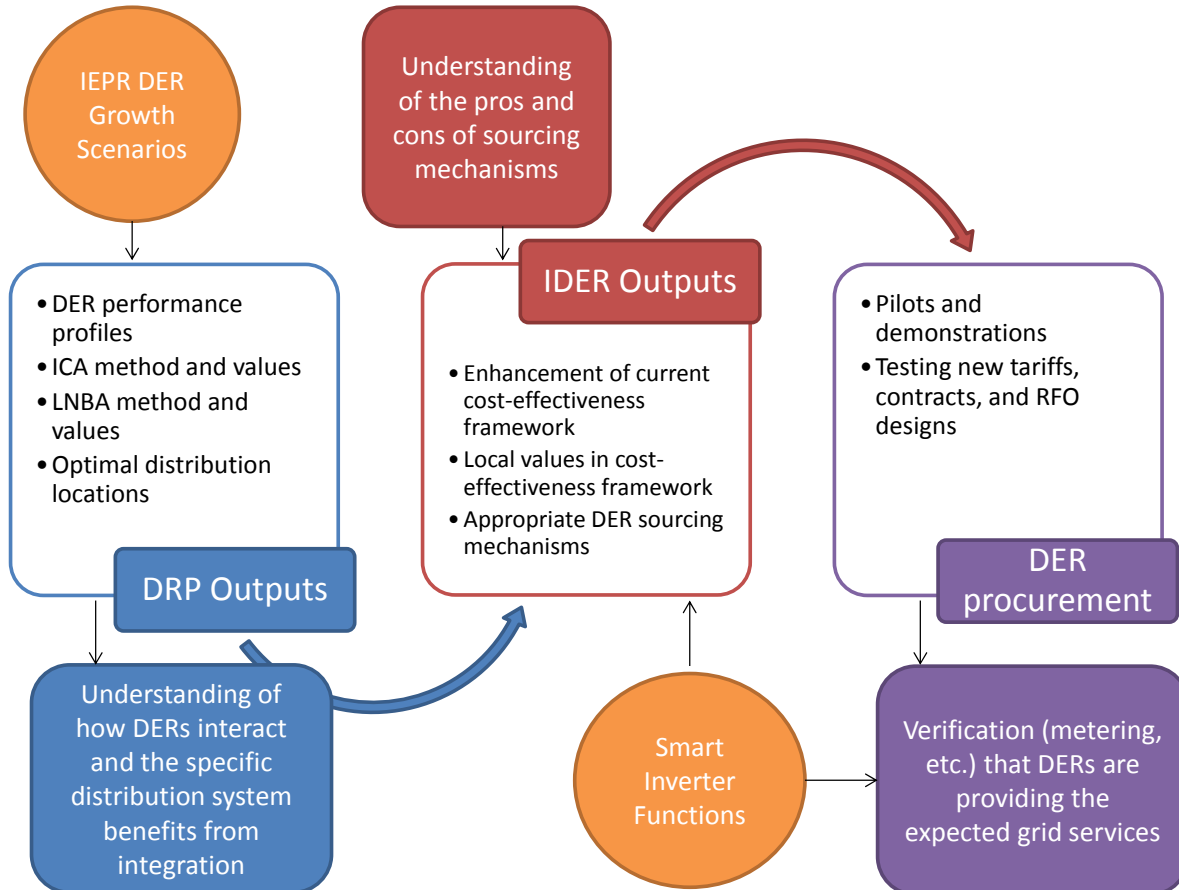 IEPR DER
Growth
Scenarios
Understanding
of the pros and
cons of sourcing
mechanisms
• DER performance
profiles
• ICA method and values
• LNBA method and
values
• Optimal distribution
locations
DRP Outputs
IDER Outputs
• Enhancement of current
cost-effectiveness
framework
• Local values in cost-
effectiveness framework
• Appropriate DER sourcing
mechanisms
• Pilots and
demonstrations
• Testing new tariffs,
contracts, and RFO
designs
DER
procurement
Understanding of
how DERs interact
and the specific
distribution system
benefits from
integration
Smart
Inverter
Functions
Verification (metering,
etc.) that DERs are
providing the
expected grid services